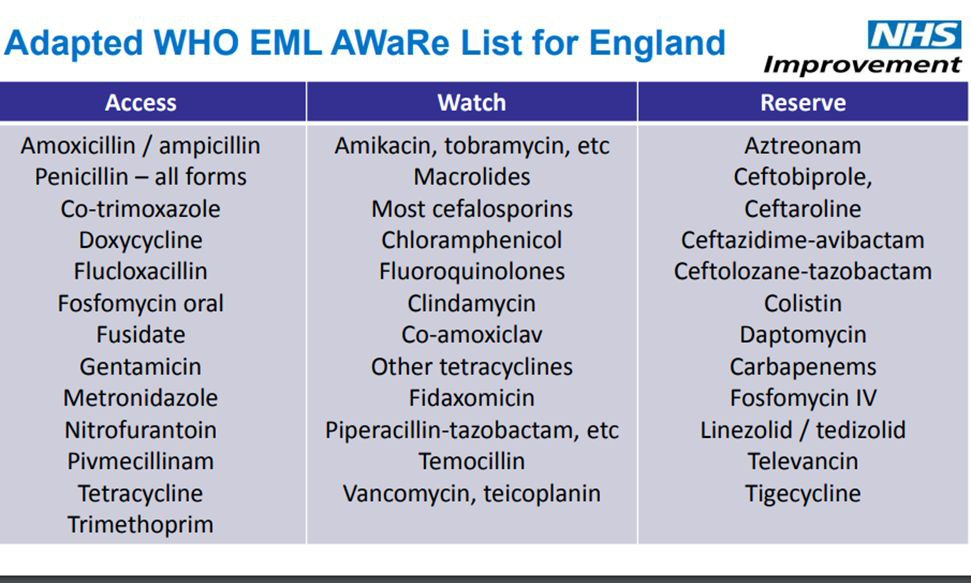 Adapted WHO EML AWaRe List for England
NHS
Improvement
Access
Watch
Reserve
Amoxicillin / ampicillin
Penicillin – all forms
Co-trimoxazole
Doxycycline
Flucloxacillin
Fosfomycin oral
Fusidate
Gentamicin
Metronidazole
Nitrofurantoin
Pivmecillinam
Tetracycline
Trimethoprim
Amikacin, tobramycin, etc
Macrolides
Most cefalosporins
Chloramphenicol
Fluoroquinolones
Clindamycin
Co-amoxiclav
Other tetracyclines
Fidaxomicin
Piperacillin-tazobactam, etc
Temocillin
Vancomycin, teicoplanin
Aztreonam
Ceftobiprole,
Ceftaroline
Ceftazidime-avibactam
Ceftolozane-tazobactam
Colistin
Daptomycin
Carbapenems
Fosfomycin IV
Linezolid / tedizolid
Televancin
Tigecycline